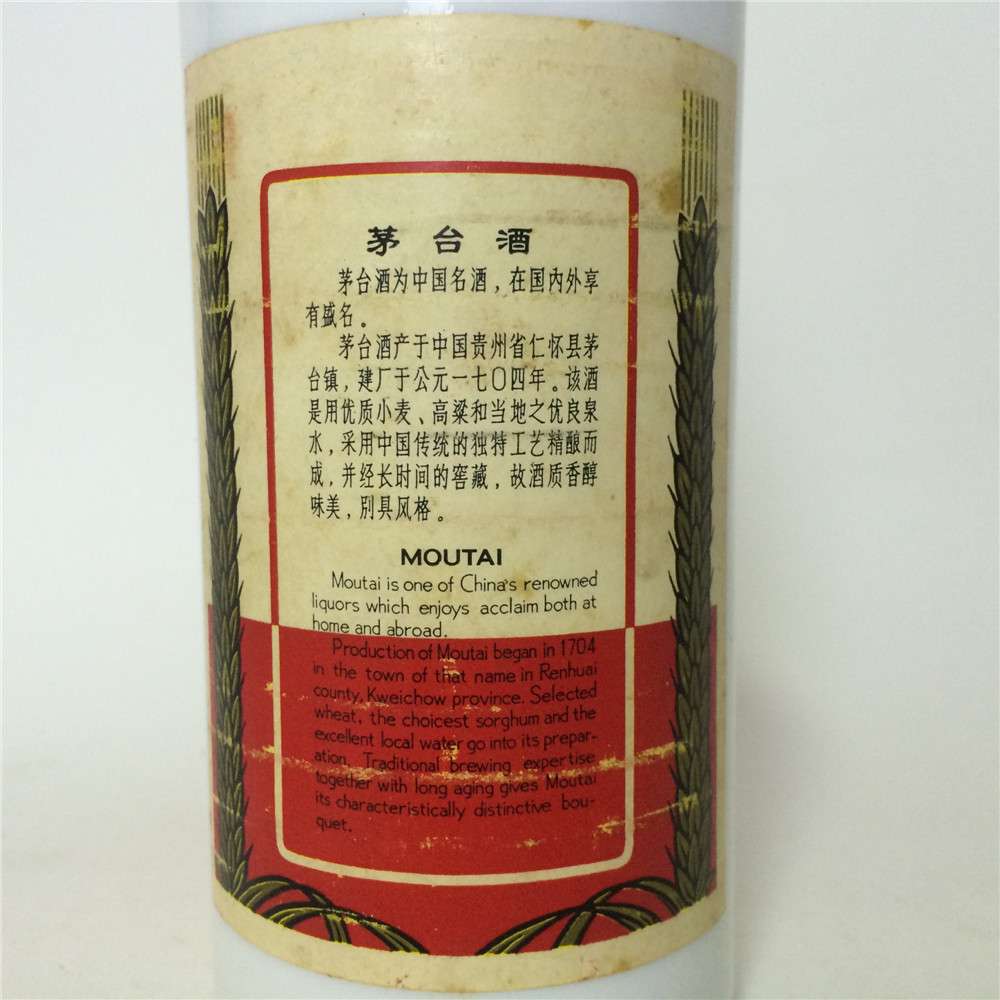 茅台酒
茅台酒为中国名酒，在国内外享
有盛名。
茅台酒产于中国贵州省仁怀县茅
台镇，建厂于公元一七〇四年。该酒
是用优质小麦、高粱和当地之优良泉
水，采用中国传统的独特工艺精酿而
成，并经长时间的窖藏，故酒质香醇
味美，别具风格。
MOUTAI
Moutai is one of China's renowned
liquors which enjoys acclaim both at
home and abroad.
Production of Moutai began in 1704
in the town of that name in Renhuai
county, Kweichow province. Selected
wheat, the choicest sorghum and the
excellent local water go into its prepar-
ation. Traditional brewing expertise
together with long aging gives Moutai
its characteristically distinctive bou-
quet.